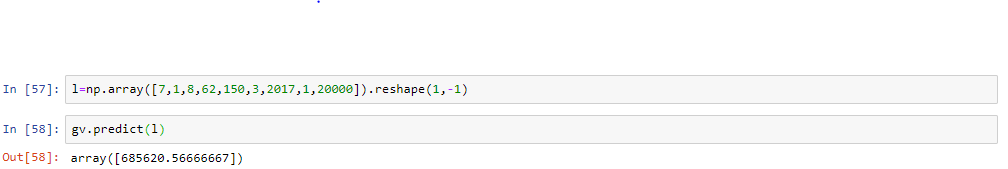 In [57]: l=np.array([7,1,8,62,150,3,2017,1,20000]).reshape(1,-1)
In [58]: gv.predict(l)
Out[58]: array([685620.56666667])